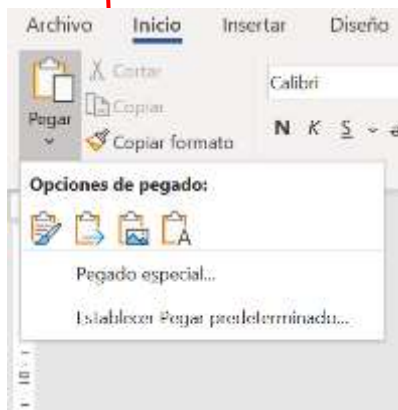 Archivo Inicio Insertar Diseño
Cortar
Calibri
Copiar
Pegar
N K S
Copiar formato
Opciones de pegado:
A
Pegado especial...
Establecer Pegar predeterminado...